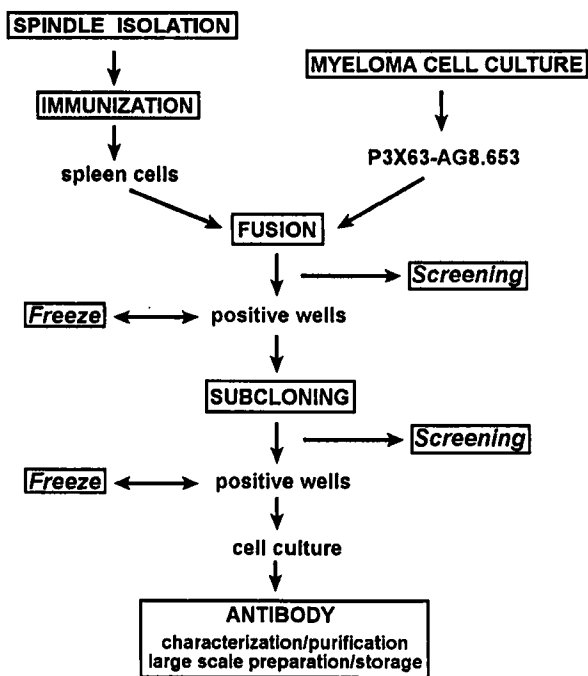 SPINDLE ISOLATION
MYELOMA CELL CULTURE
IMMUNIZATION
P3X63-AG8.653
spleen cells
FUSION
Screening
Freeze
positive wells
SUBCLONING
Screening
Freeze
positive wells
cell culture
ANTIBODY
characterization/purification
large scale preparation/storage